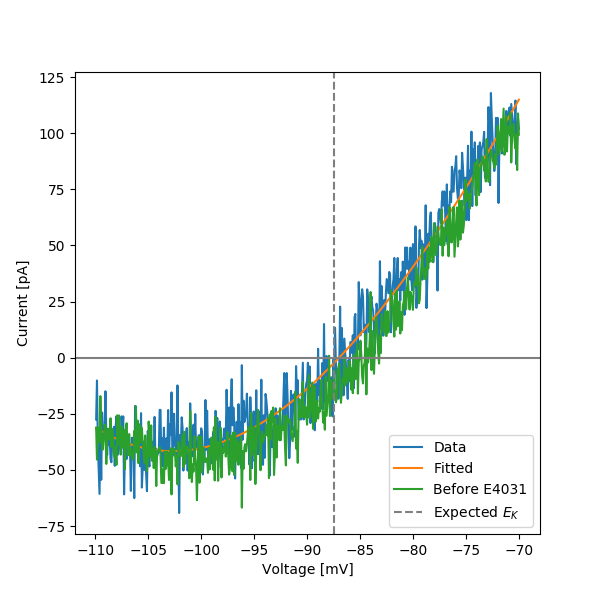 125
100
75
50
25
0
−25
−50
−75
Current [pA]
Data
Fitted
Before E4031
Expected E_K
−110 −105 −100 −95 −90 −85 −80 −75 −70
Voltage [mV]